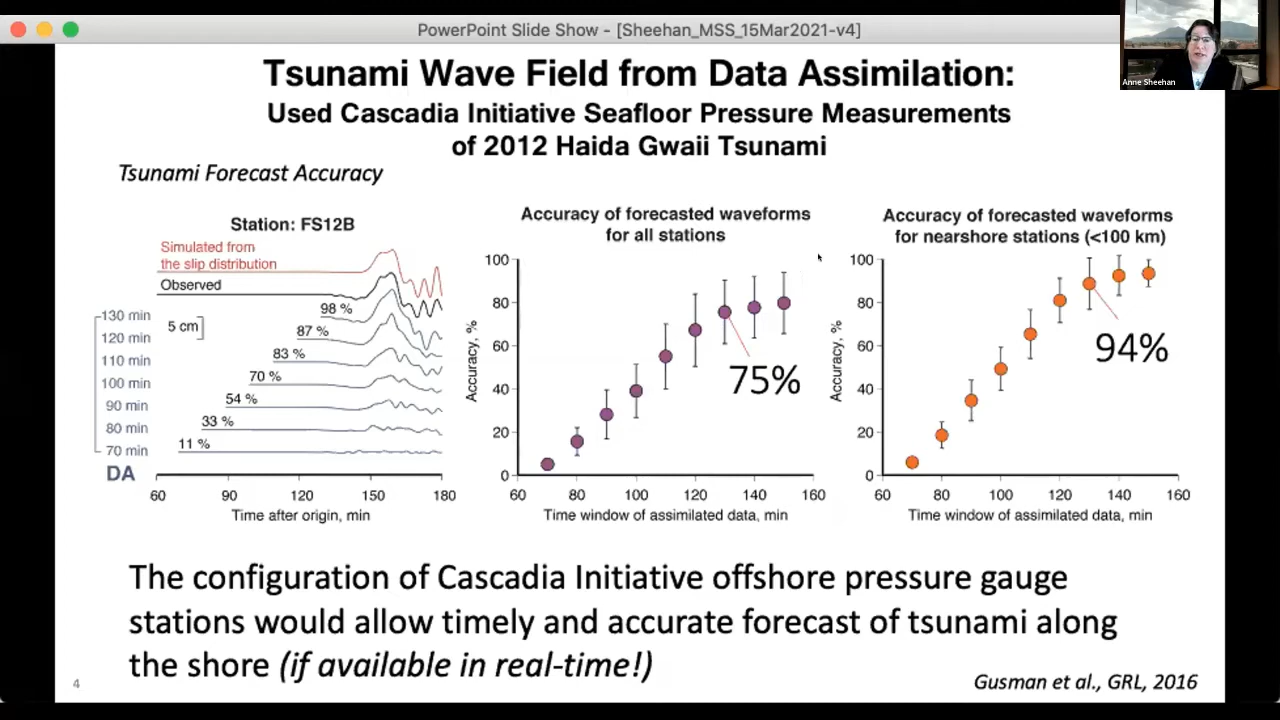 PowerPoint Slide Show - [Sheehan_MSS_15Mar2021-v4]
Anne Sheehan
Tsunami Wave Field from Data Assimilation:
Used Cascadia Initiative Seafloor Pressure Measurements
of 2012 Haida Gwaii Tsunami
Tsunami Forecast Accuracy
Station: FS12B
Simulated from
the slip distribution
Observed
5 cm
130 min
98 %
120 min
87 %
110 min
83 %
100 min
70 %
90 min
54 %
80 min
33 %
70 min
11 %
DA
60 90 120 150 180
Time after origin, min
Accuracy of forecasted waveforms
for all stations
Accuracy, %
100
80
60
40
20
0
75%
60 80 100 120 140 160
Time window of assimilated data, min
Accuracy of forecasted waveforms
for nearshore stations (<100 km)
Accuracy, %
100
80
60
40
20
0
94%
60 80 100 120 140 160
Time window of assimilated data, min
The configuration of Cascadia Initiative offshore pressure gauge
stations would allow timely and accurate forecast of tsunami along
the shore (if available in real-time!)
4
Gusman et al., GRL, 2016